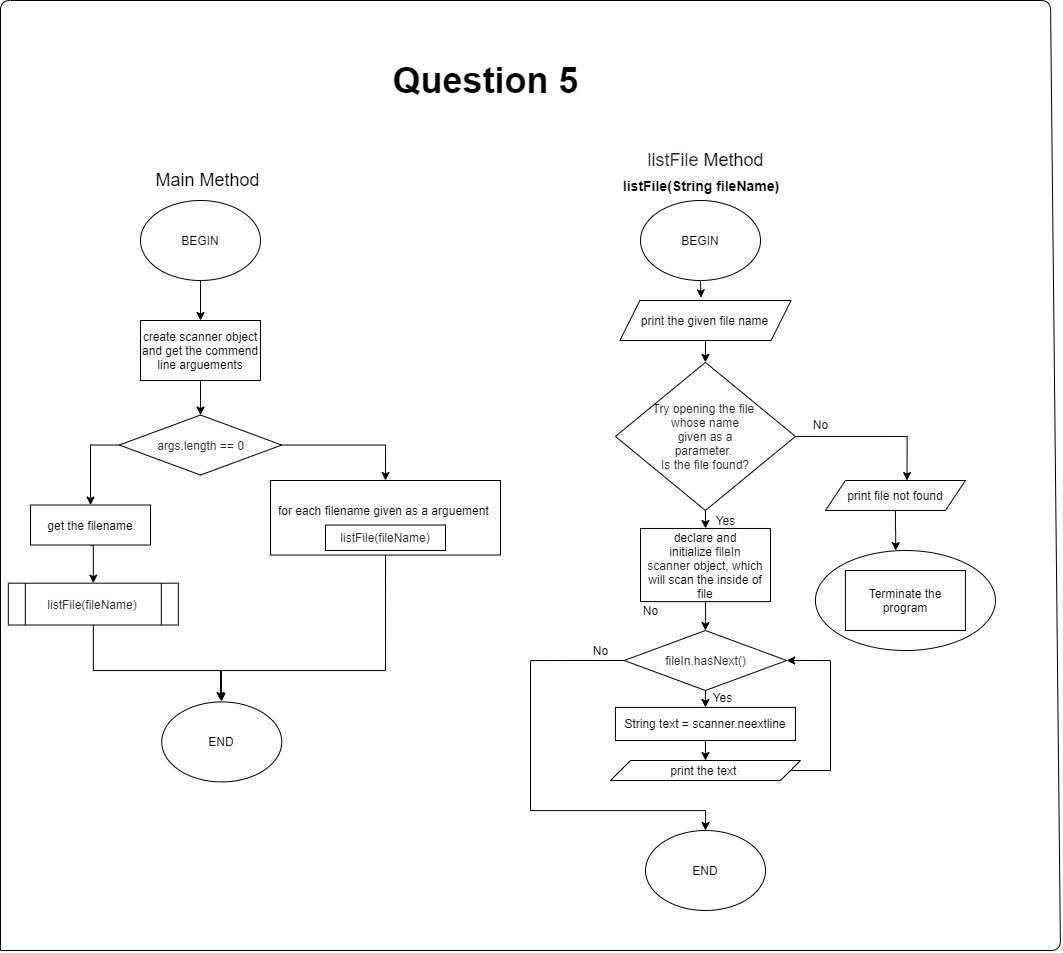 Question 5
Main Method
BEGIN
create scanner object
and get the commend
line arguements
args.length == 0
get the filename
listFile(fileName)
for each filename given as a arguement
listFile(fileName)
END
listFile Method
listFile(String fileName)
BEGIN
print the given file name
Try opening the file
whose name
given as a
parameter.
Is the file found?
No
print file not found
Terminate the
program
Yes
declare and
initialize fileIn
scanner object, which
will scan the inside of
file
No
No
fileIn.hasNext()
Yes
String text = scanner.neextline
print the text
END